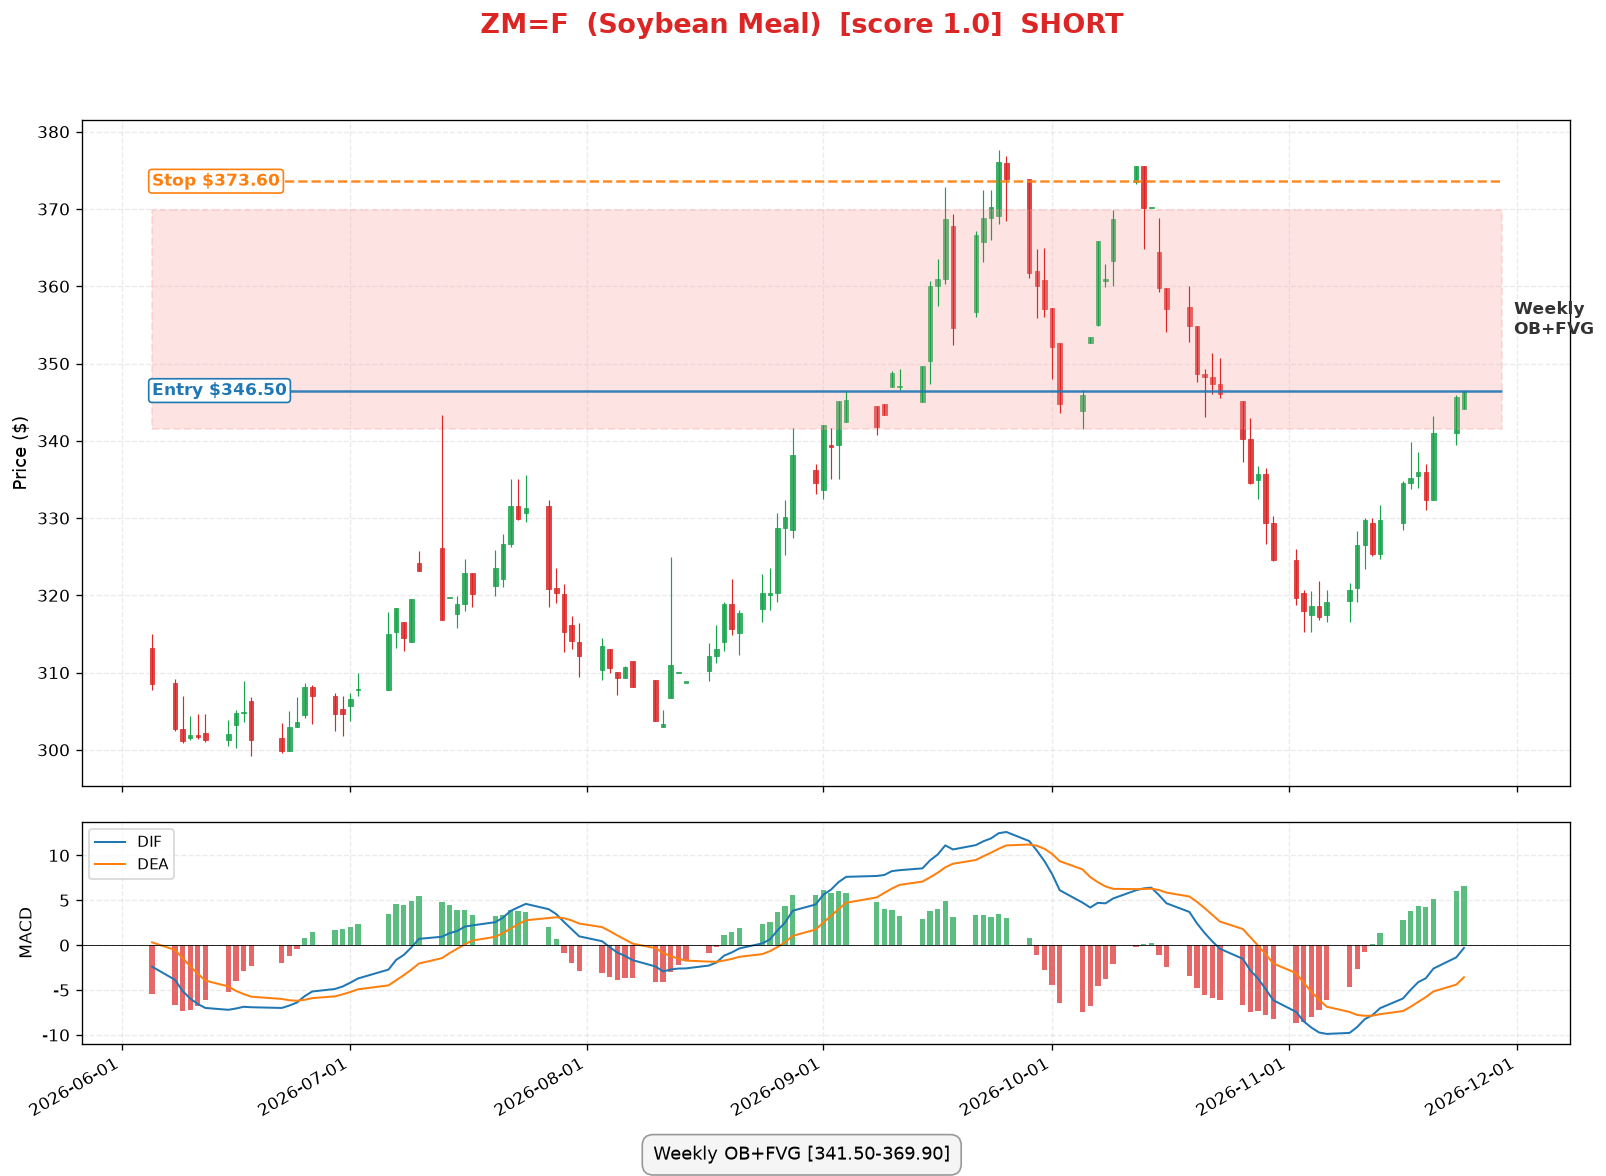 ZM=F  (Soybean Meal)  [score 1.0]  SHORT
380
370
360
350
340
330
320
310
300
Price ($)
Stop $373.60
Entry $346.50
Weekly
OB+FVG
DIF
DEA
10
5
0
-5
-10
MACD
2026-06-01
2026-07-01
2026-08-01
2026-09-01
2026-10-01
2026-11-01
2026-12-01
Weekly OB+FVG [341.50-369.90]